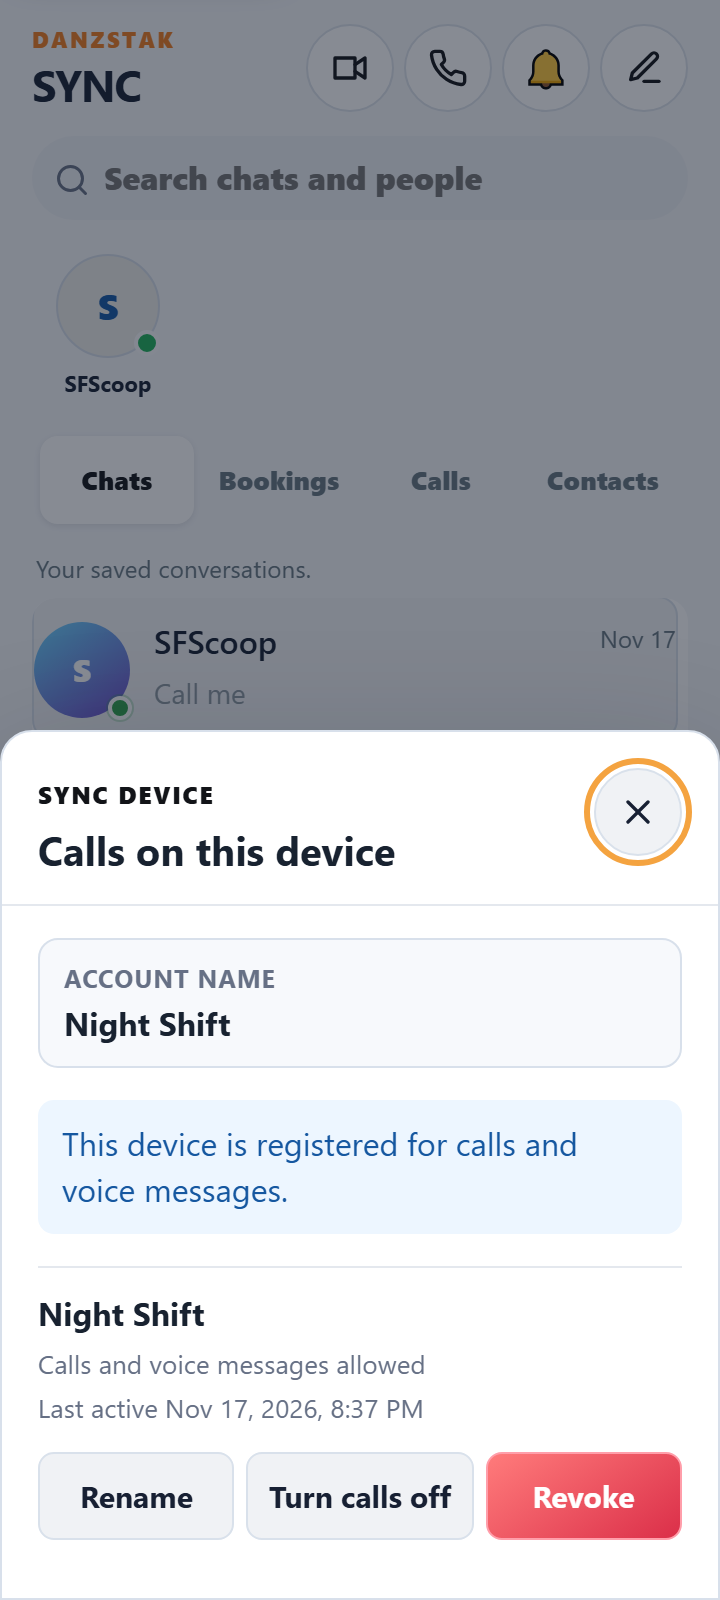 DANZSTAK
SYNC
Search chats and people
S
SFScoop
Chats Bookings Calls Contacts
Your saved conversations.
S
SFScoop
Nov 17
Call me
SYNC DEVICE
Calls on this device
ACCOUNT NAME
Night Shift
This device is registered for calls and
voice messages.
Night Shift
Calls and voice messages allowed
Last active Nov 17, 2026, 8:37 PM
Rename Turn calls off Revoke